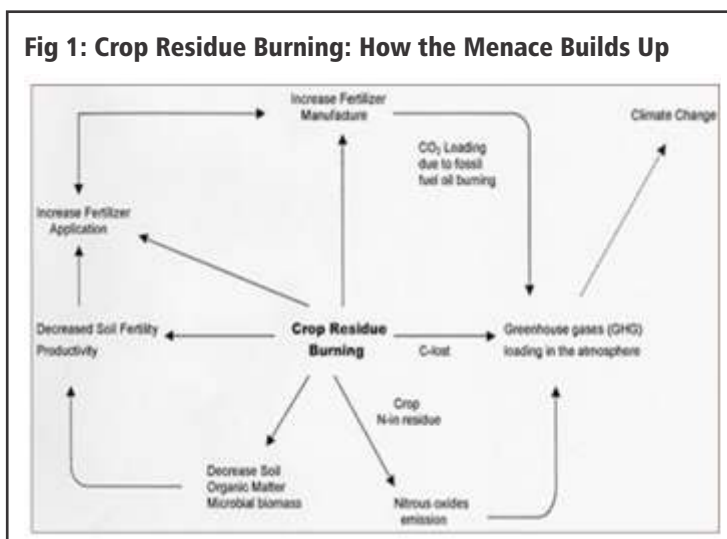 Fig 1: Crop Residue Burning: How the Menace Builds Up
Increase Fertilizer
Manufacture
Climate Change
CO₂ Loading
due to fossil
fuel oil burning
Increase Fertilizer
Application
Decreased Soil Fertility
Productivity
Crop Residue
Burning
C-lost
Greenhouse gases (GHG)
loading in the atmosphere
Crop
N-in residue
Decrease Soil
Organic Matter
Microbial biomass
Nitrous oxides
emission